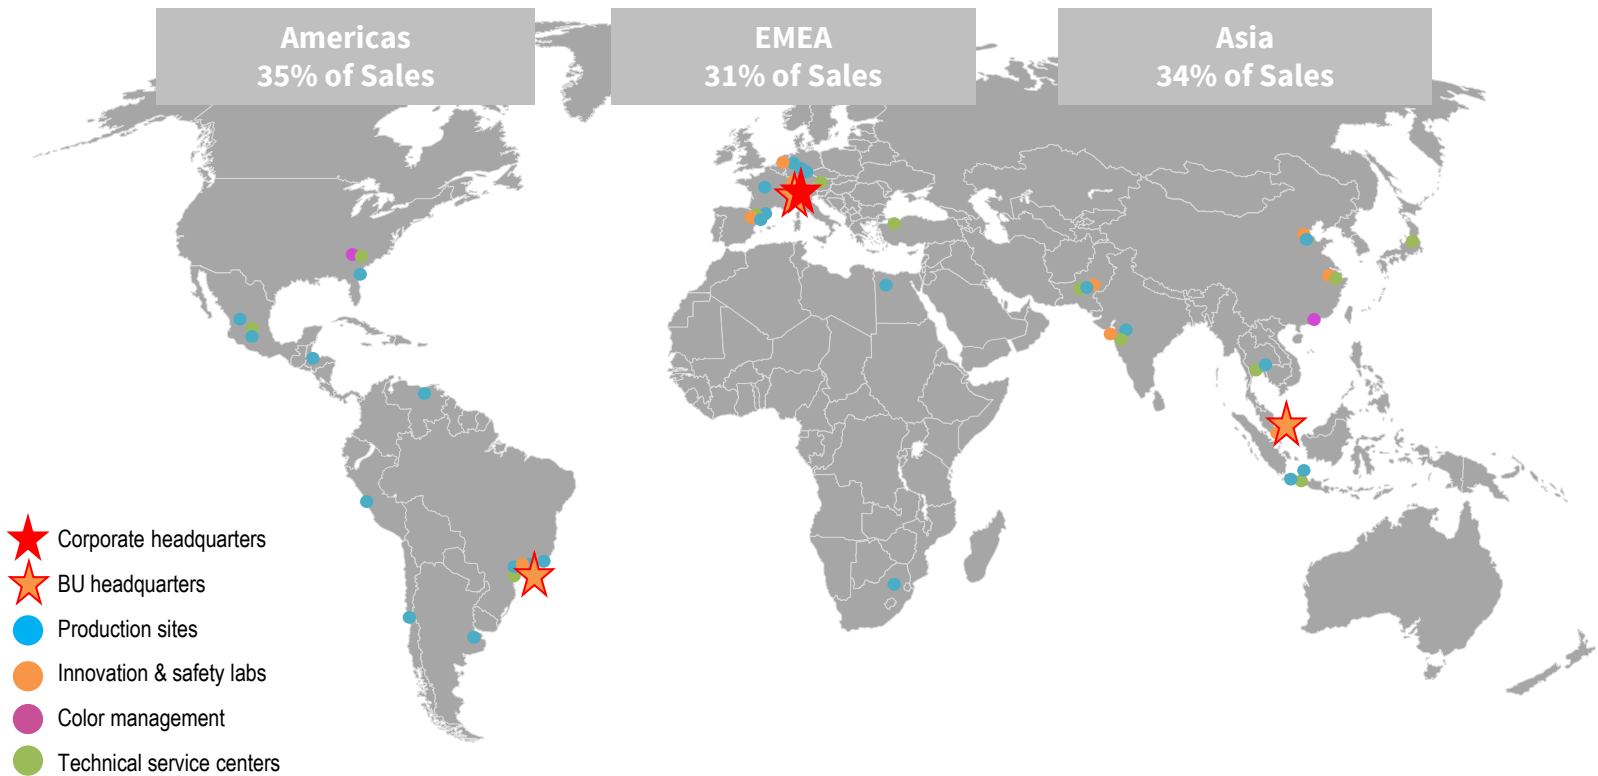 Americas
35% of Sales
EMEA
31% of Sales
Asia
34% of Sales
Corporate headquarters
BU headquarters
Production sites
Innovation & safety labs
Color management
Technical service centers